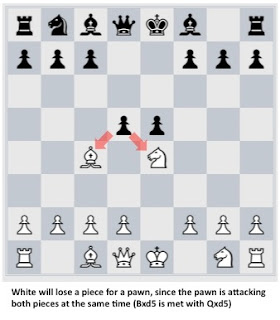 White will lose a piece for a pawn, since the pawn is attacking
both pieces at the same time (Bxd5 is met with Qxd5)